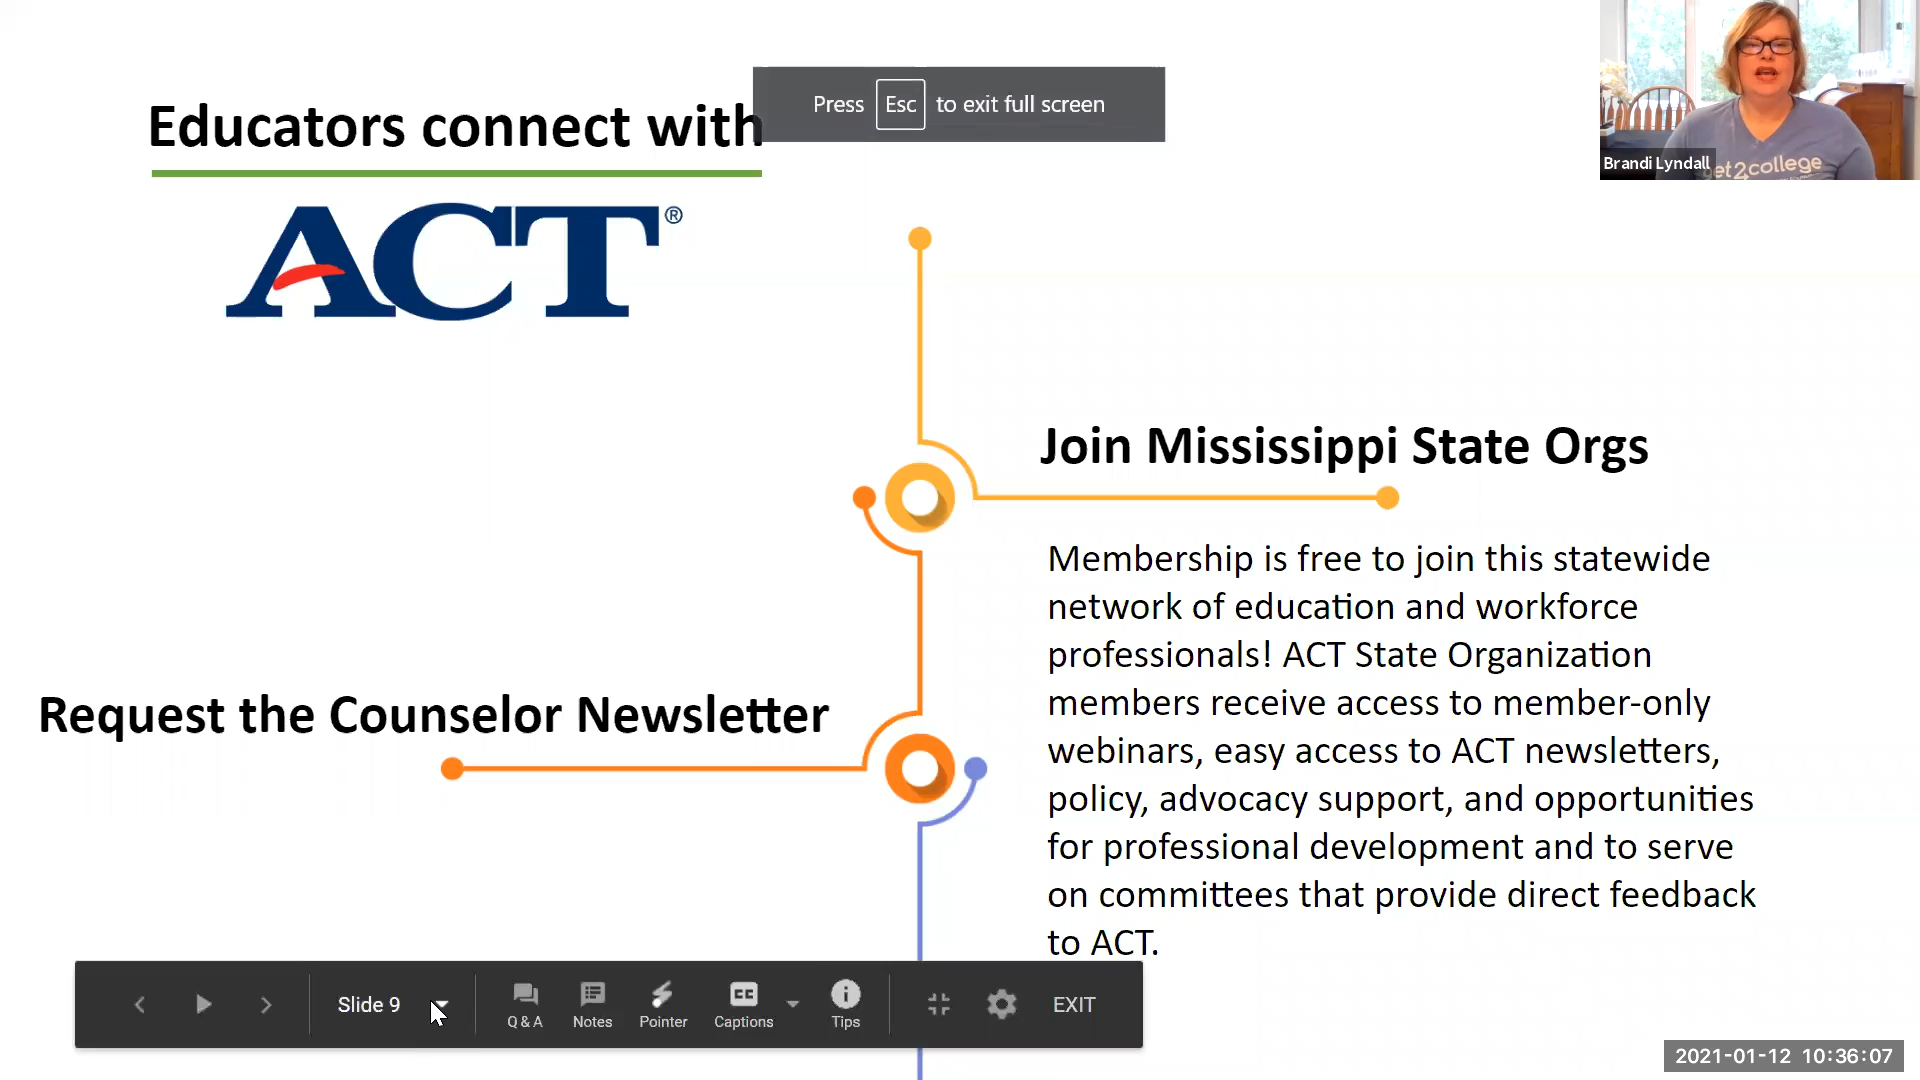 Educators connect with
Press Esc to exit full screen
ACT®
Brandi Lyndall
get2college
Join Mississippi State Orgs
Membership is free to join this statewide
network of education and workforce
professionals! ACT State Organization
members receive access to member-only
webinars, easy access to ACT newsletters,
policy, advocacy support, and opportunities
for professional development and to serve
on committees that provide direct feedback
to ACT.
Request the Counselor Newsletter
Slide 9
Q & A
Notes
Pointer
CC
Captions
Tips
EXIT
2021-01-12 10:36:07